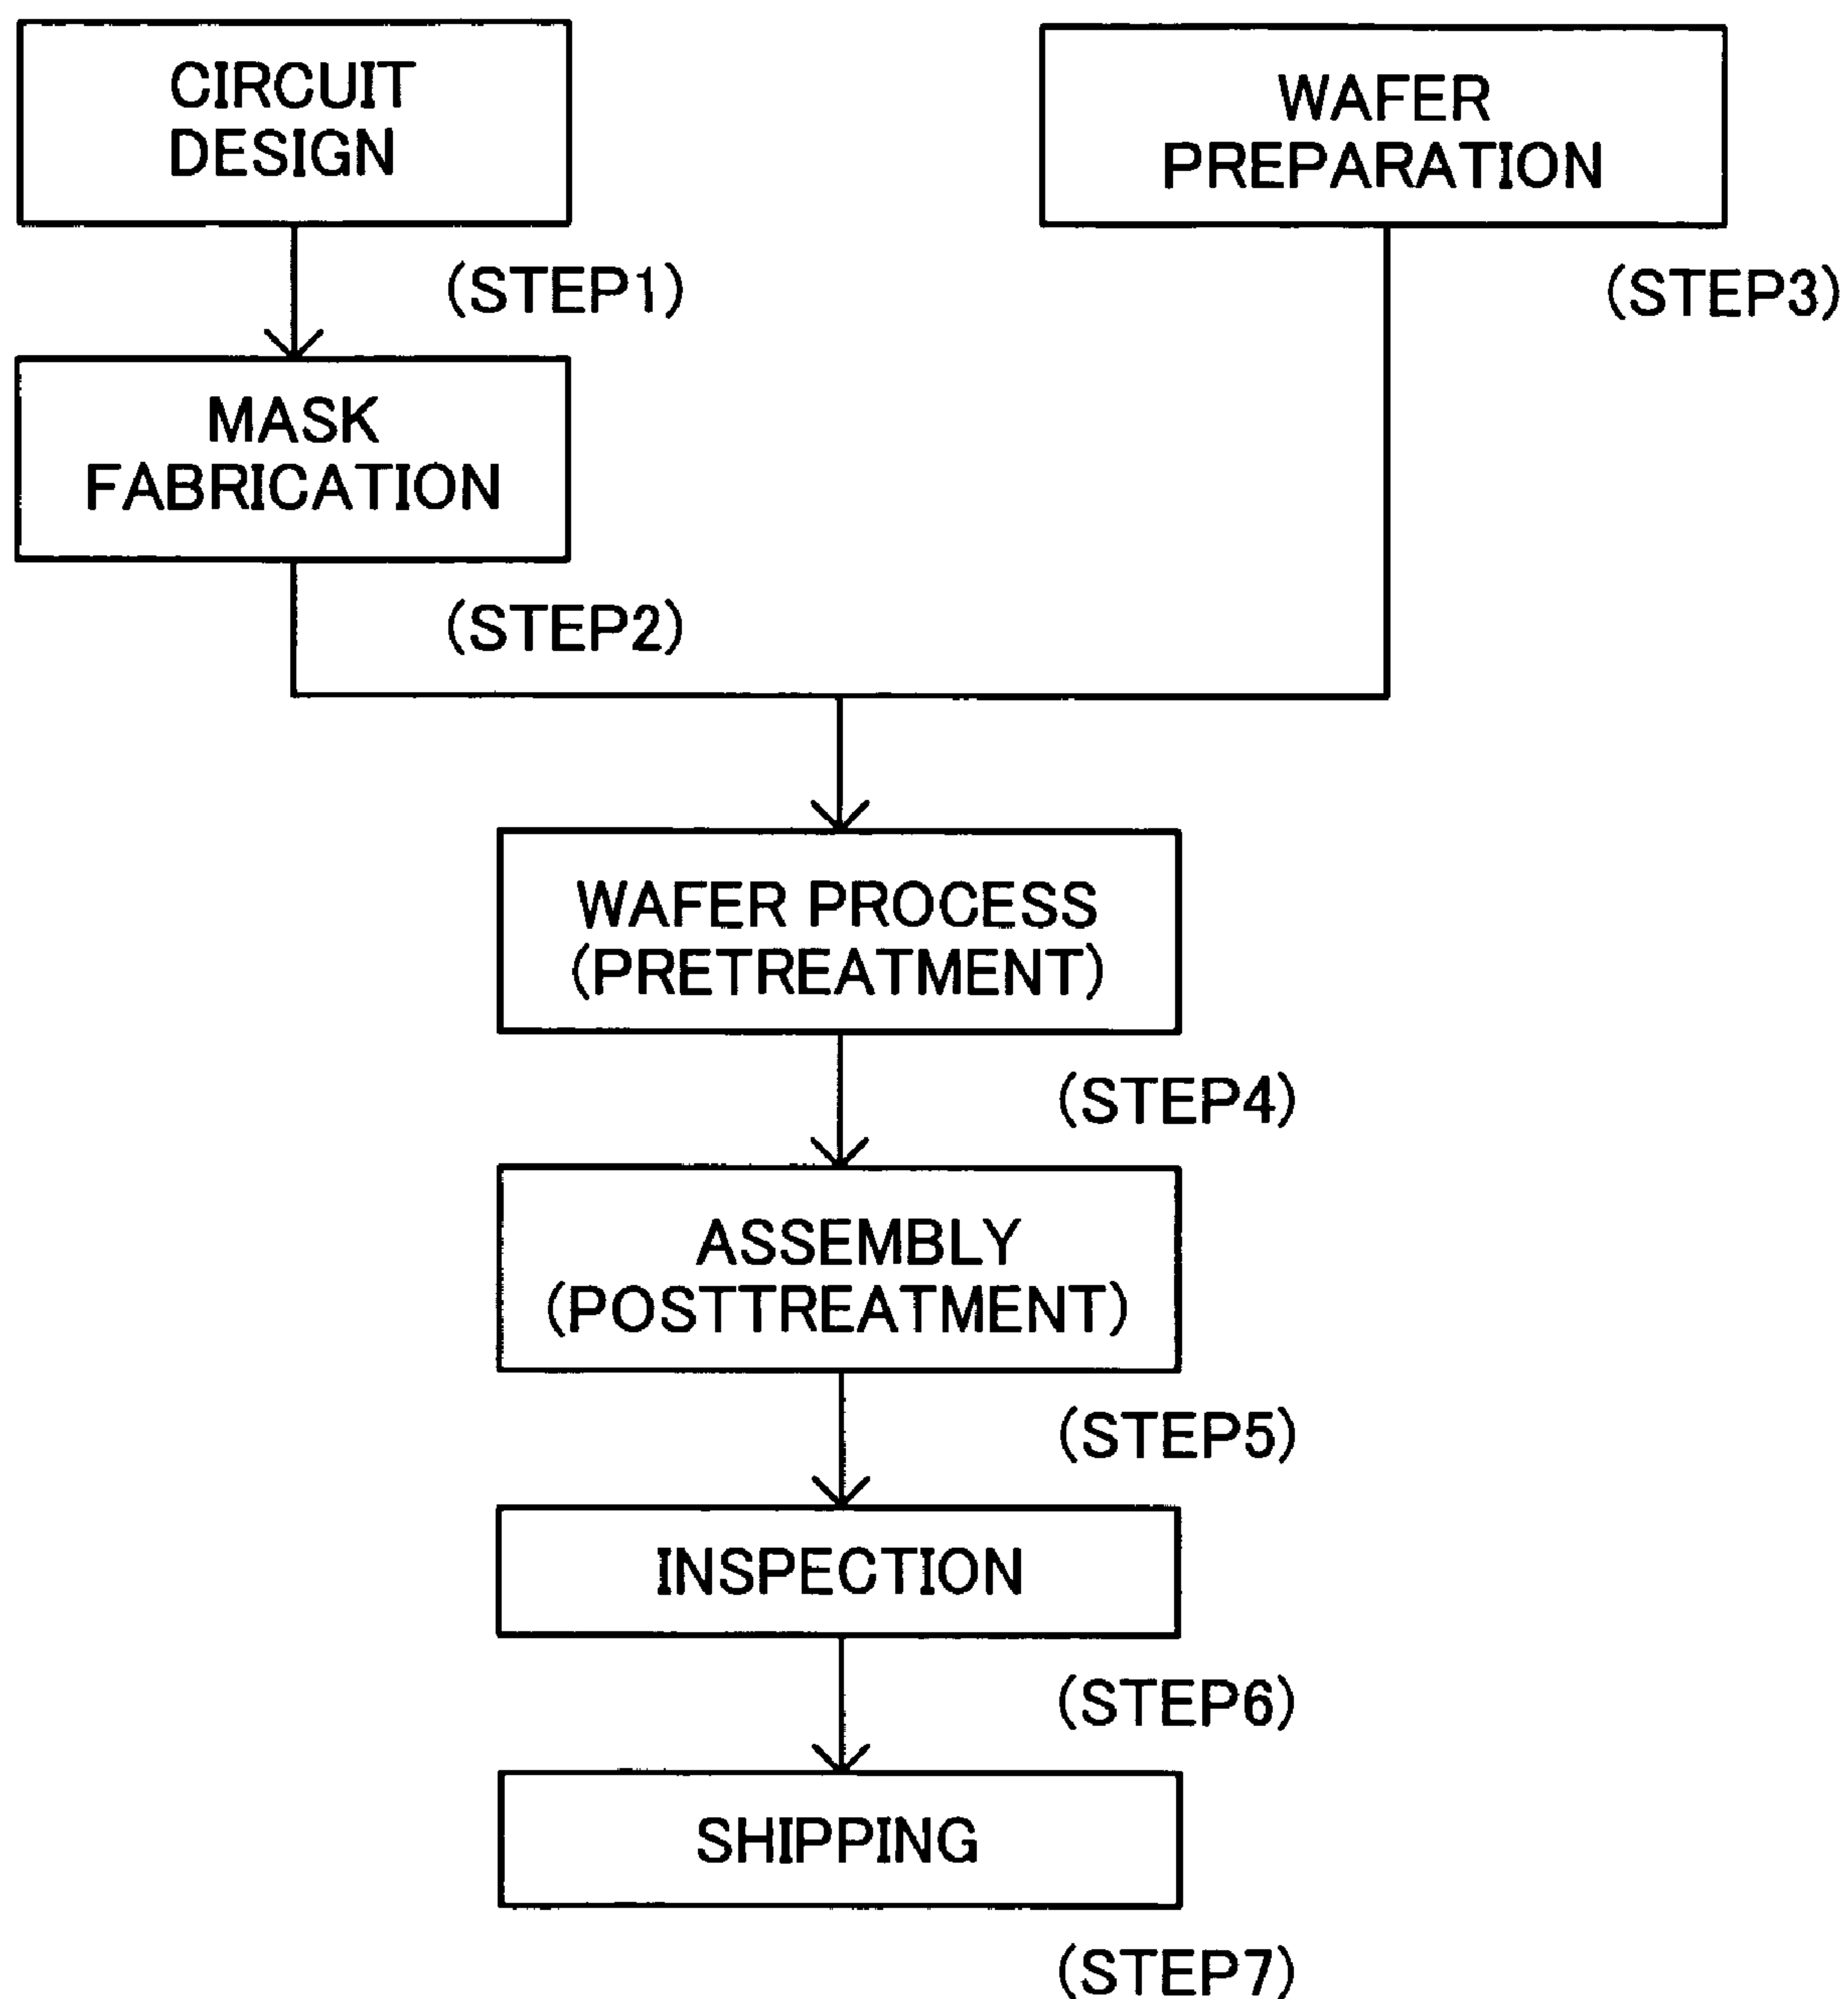 CIRCUIT
DESIGN
(STEP1)
MASK
FABRICATION
(STEP2)
WAFER
PREPARATION
(STEP3)
WAFER PROCESS
(PRETREATMENT)
(STEP4)
ASSEMBLY
(POSTTREATMENT)
(STEP5)
INSPECTION
(STEP6)
SHIPPING
(STEP7)